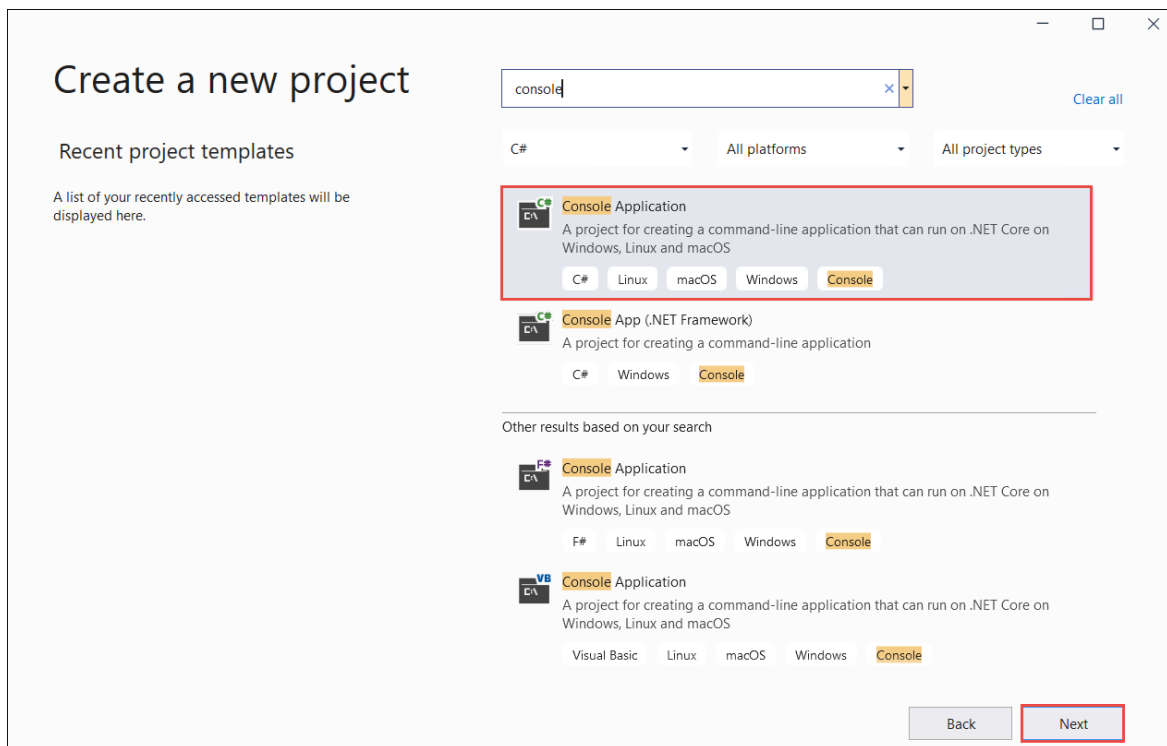 Create a new project
Recent project templates
A list of your recently accessed templates will be
displayed here.
console
Clear all
C#
All platforms
All project types
C#
C:\
Console Application
A project for creating a command-line application that can run on .NET Core on
Windows, Linux and macOS
C# Linux macOS Windows Console
C#
C:\
Console App (.NET Framework)
A project for creating a command-line application
C# Windows Console
Other results based on your search
F#
C:\
Console Application
A project for creating a command-line application that can run on .NET Core on
Windows, Linux and macOS
F# Linux macOS Windows Console
VB
C:\
Console Application
A project for creating a command-line application that can run on .NET Core on
Windows, Linux and macOS
Visual Basic Linux macOS Windows Console
Back
Next